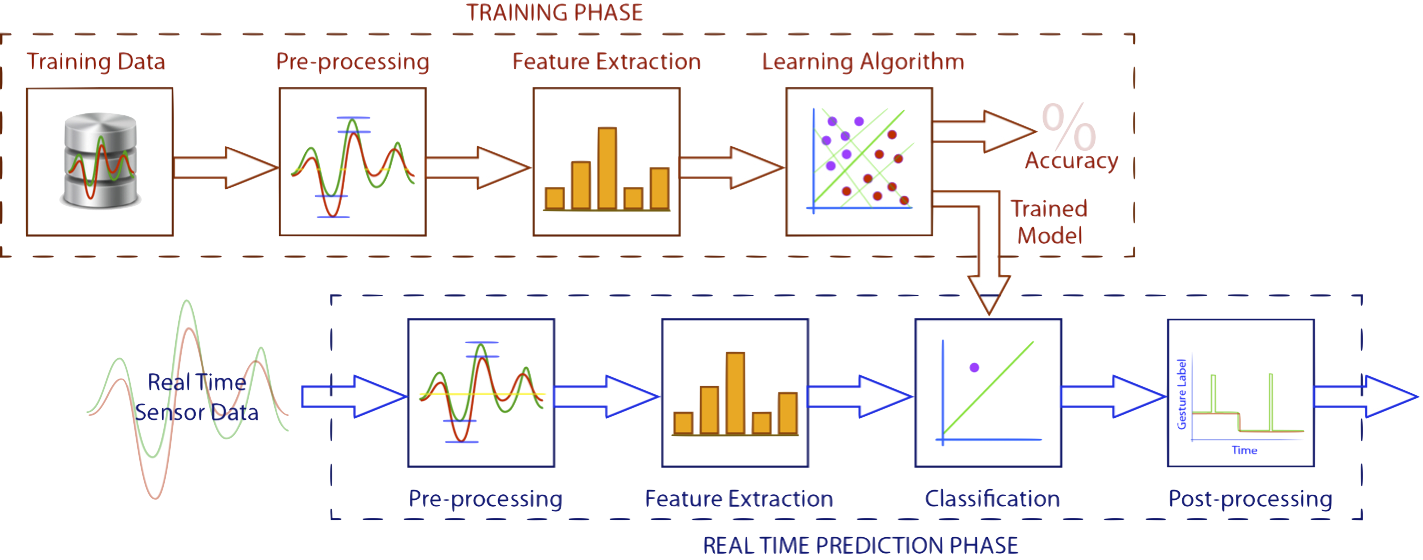 TRAINING PHASE
Training Data
Pre-processing
Feature Extraction
Learning Algorithm
%
Accuracy
Trained
Model
Real Time
Sensor Data
Gesture Label
Time
Pre-processing
Feature Extraction
Classification
Post-processing
REAL TIME PREDICTION PHASE